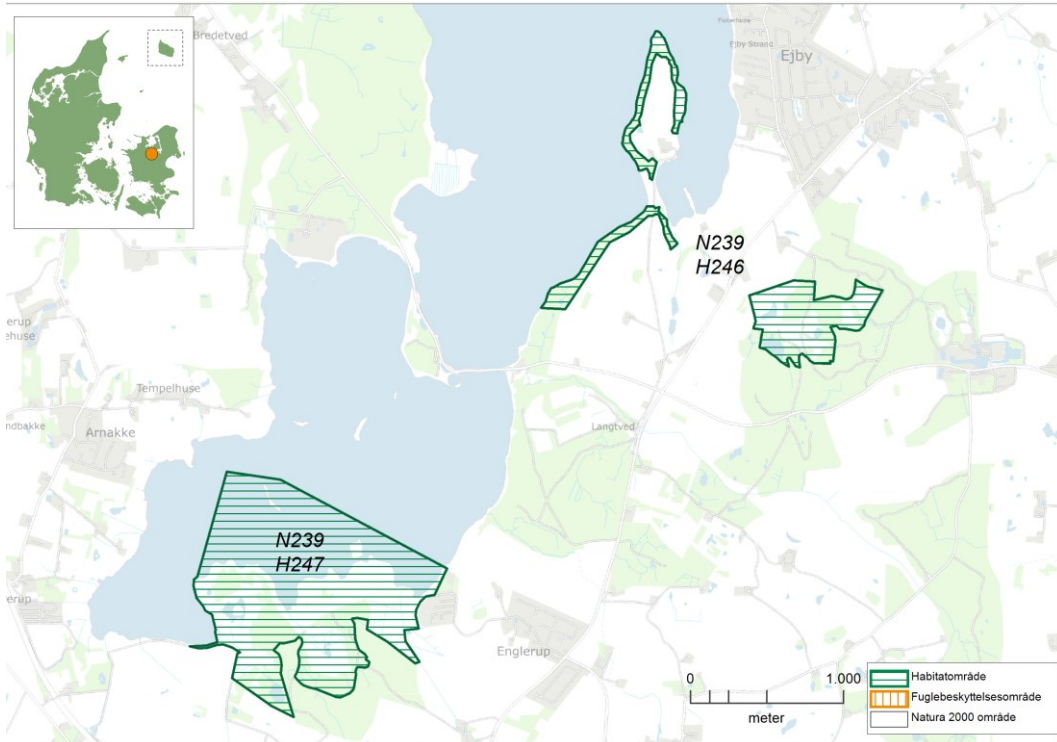 Bredetved
Ejby Strand
Ejby
N239
H246
Tempelhuse
Arnakke
Langtved
N239
H247
Englerup
0 1.000
meter
Habitatområde
Fuglebeskyttelsesområde
Natura 2000 område